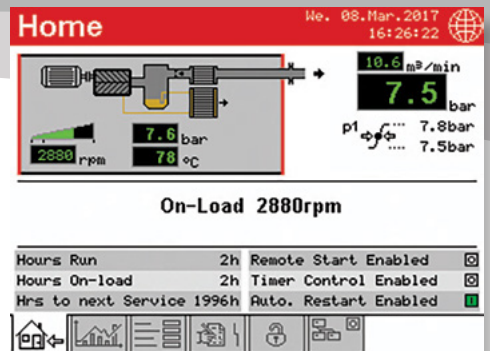 Home
We. 08.Mar.2017
16:26:22
10.6 m³/min
7.5 bar
p1 7.8bar
7.5bar
7.6 bar
2880 rpm
78 °C
On-Load 2880rpm
Hours Run 2h Remote Start Enabled
Hours On-load 2h Timer Control Enabled
Hrs to next Service 1996h Auto. Restart Enabled